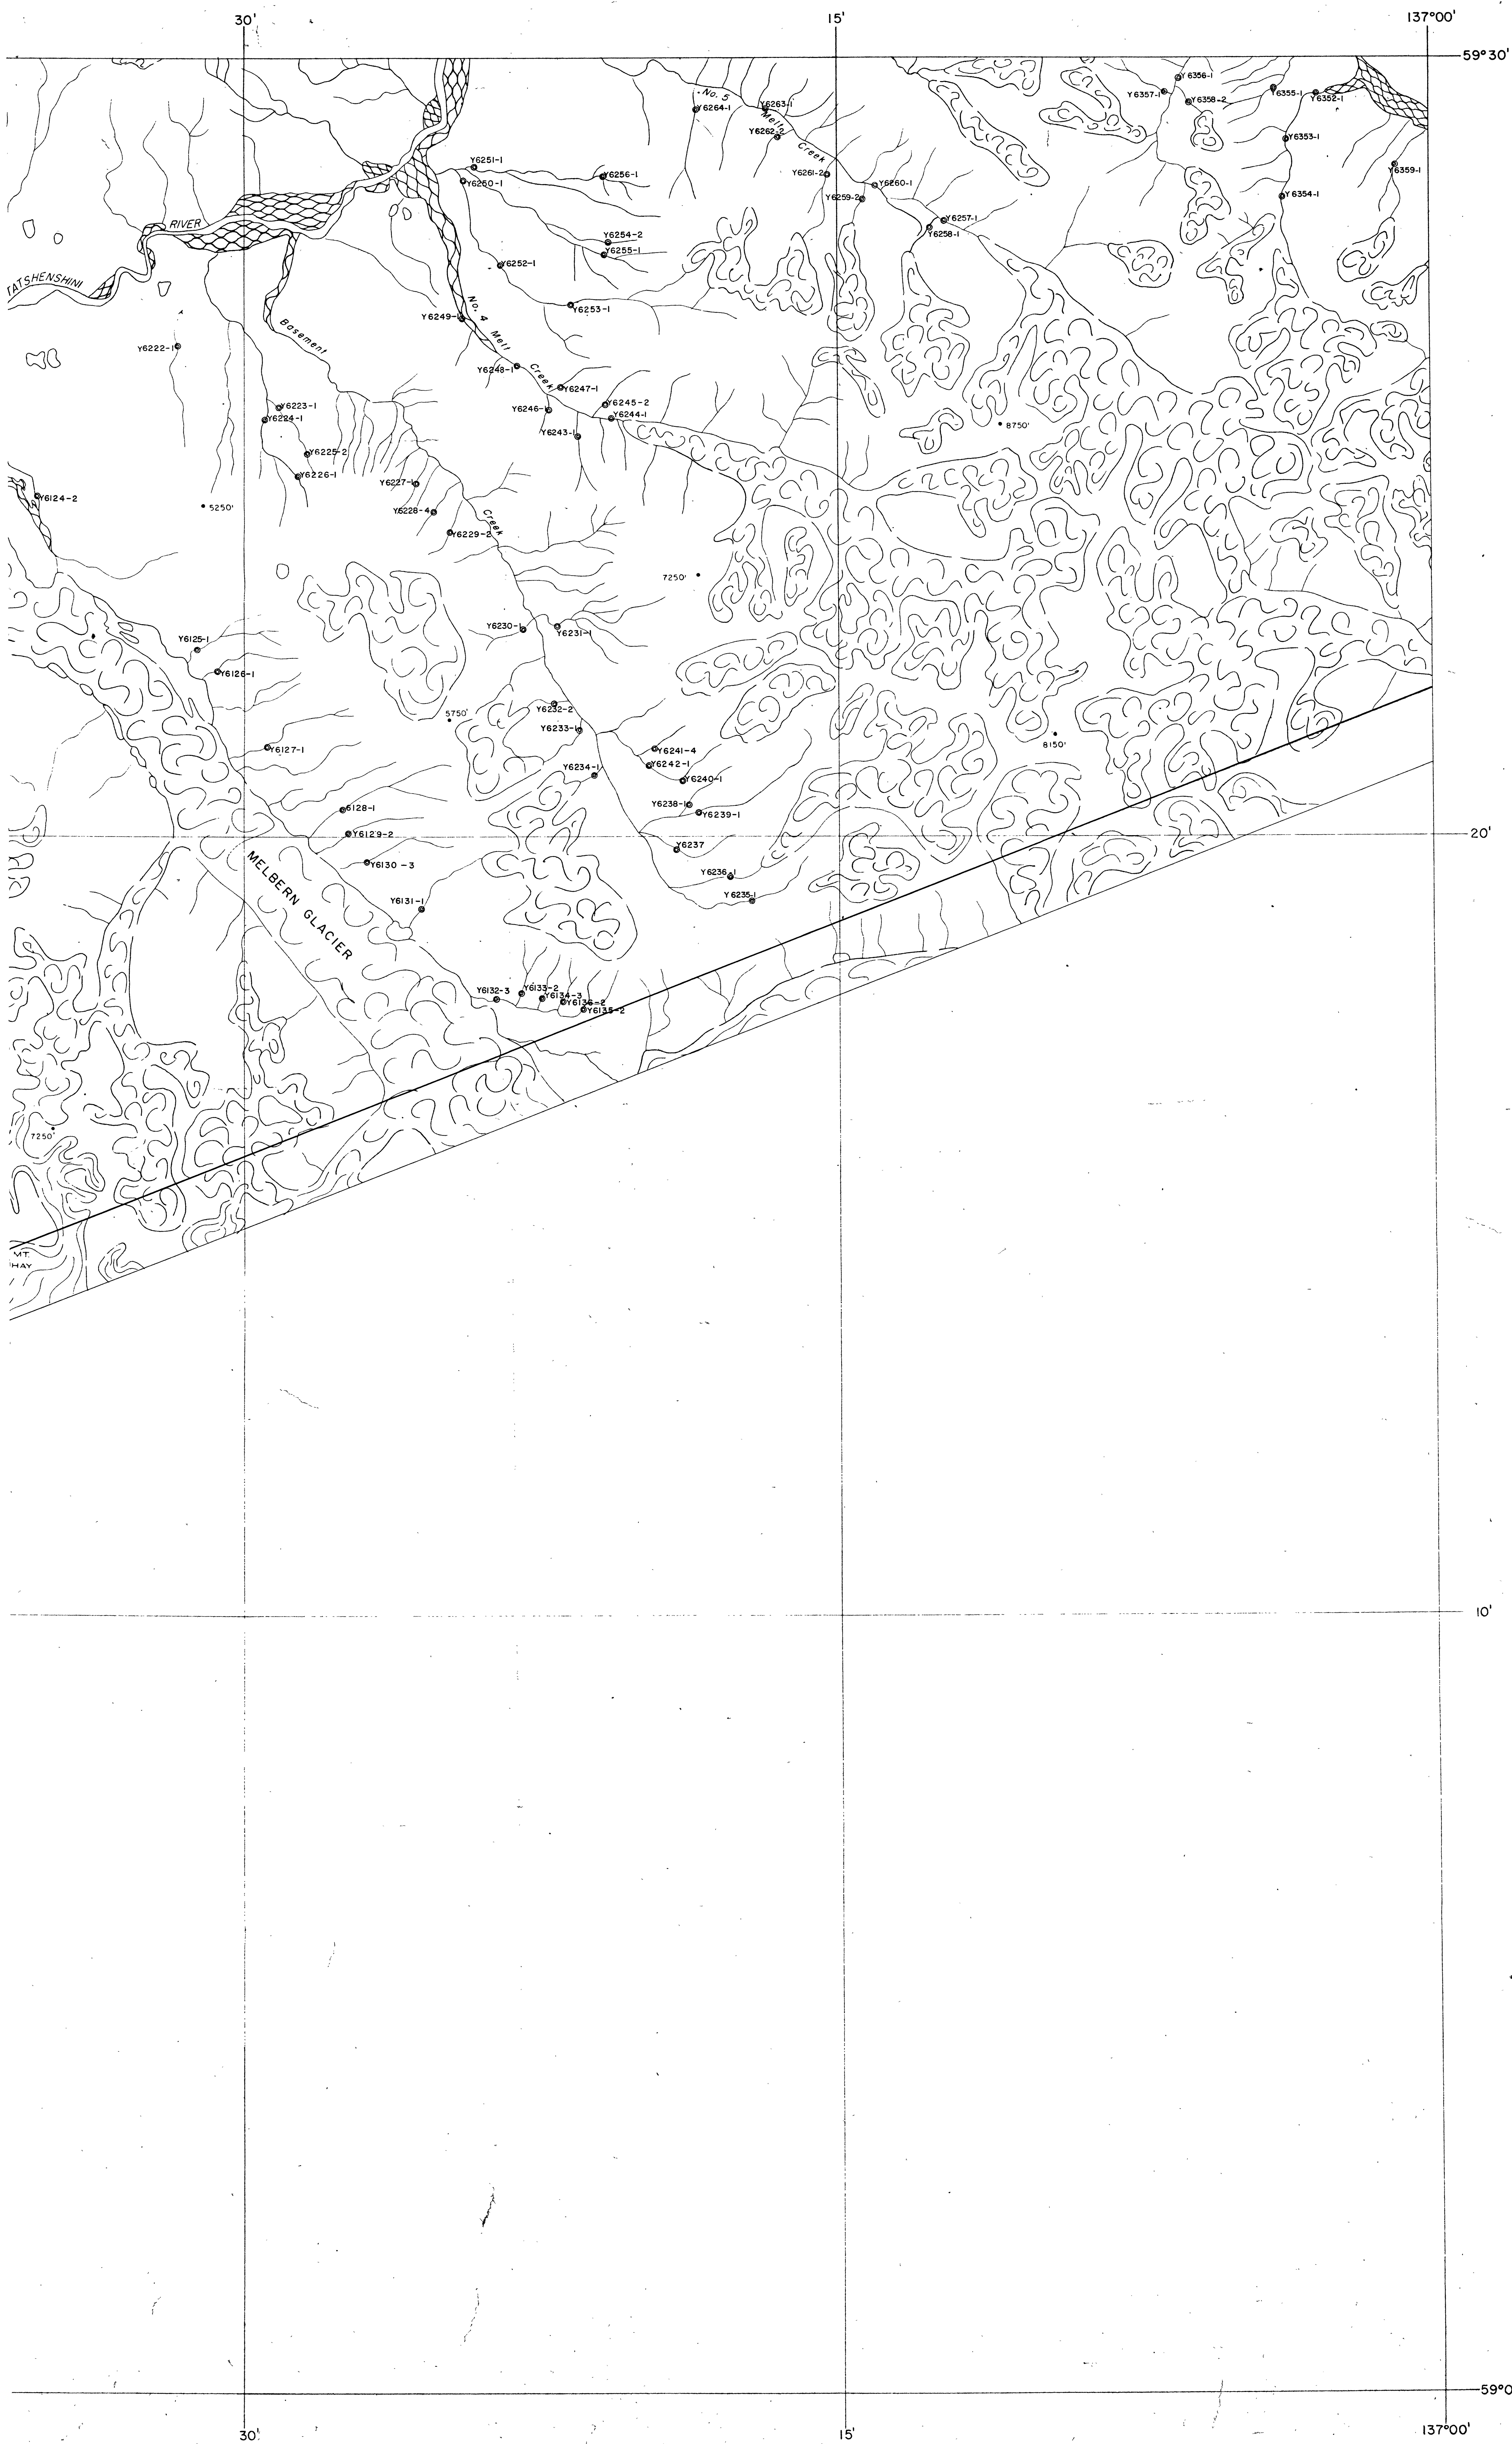 30'
15'
137°00'
59°30'
Y6356-1
Y6357-1
Y6358-2
Y6355-1
Y6352-1
No. 5
Y6264-1
Y6263-1
Melt
Y6262-2
Creek
Y6353-1
Y6251-1
Y6250-1
Y6256-1
Y6261-2
Y6260-1
Y6359-1
Y6259-2
Y6354-1
RIVER
Y6257-1
Y6258-1
Y6254-2
Y6255-1
Y6252-1
TATSHENSHINI
Y6253-1
Y6249-1
No. 4 Melt
Basement
Y6222-1
Y6248-1
Creek
Y6247-1
Y6223-1
Y6224-1
Y6245-2
Y6246-1
Y6244-1
8750'
Y6243-1
Y6225-2
Y6226-1
Y6227-1
Y6124-2
5250'
Y6228-4
Creek
Y6229-2
7250'
Y6230-1
Y6231-1
Y6125-1
Y6126-1
Y6232-2
5750'
Y6233-1
8150'
Y6127-1
Y6241-4
Y6242-1
Y6234-1
Y6240-1
6128-1
Y6238-1
Y6239-1
Y6129-2
20'
Y6237
MELBERN GLACIER
Y6130-3
Y6236-1
Y6235-1
Y6131-1
Y6132-3
Y6133-2
Y6134-3
Y6136-2
Y6135-2
7250'
MT.
HAY
10'
59°0
30'
15'
137°00'